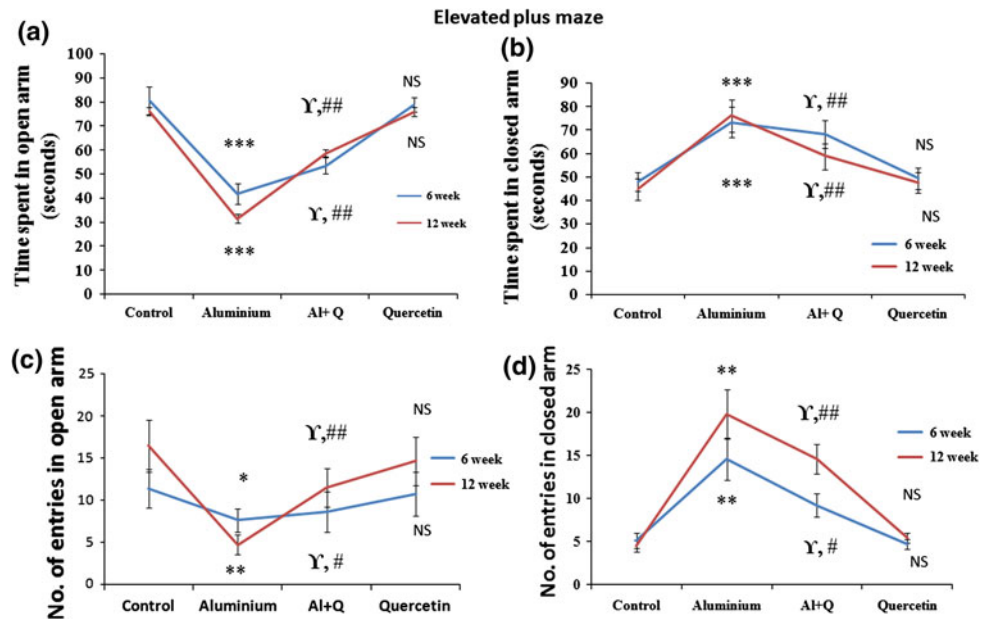 Elevated plus maze
(a)
Time spent in open arm
(seconds)
100
90
80
70
60
50
40
30
20
10
0
***
***
ϒ,##
ϒ, ##
NS
NS
6 week
12 week
Control Aluminium Al+ Q Quercetin
(b)
Time spent in closed arm
(seconds)
90
80
70
60
50
40
30
20
10
0
***
***
ϒ, ##
ϒ,##
NS
NS
6 week
12 week
Control Aluminium Al+ Q Quercetin
(c)
No. of entries in open arm
25
20
15
10
5
0
*
**
ϒ,##
ϒ, #
NS
NS
6 week
12 week
Control Aluminium Al+Q Quercetin
(d)
No. of entries in closed arm
25
20
15
10
5
0
**
**
ϒ,##
ϒ, #
NS
NS
6 week
12 week
Control Aluminium Al+Q Quercetin